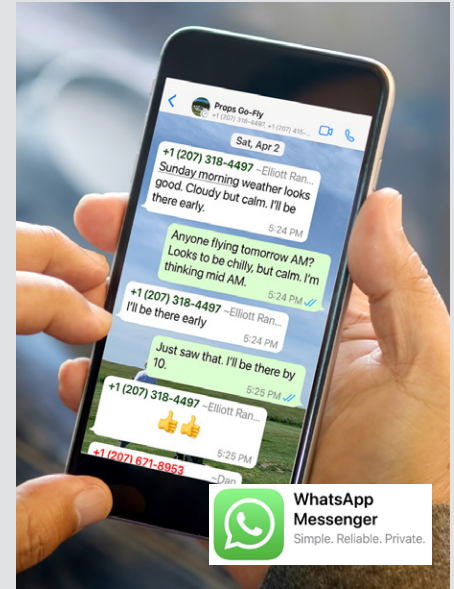 Props Go-Fly
+1 (207) 318-4497, +1 (207) 415-...
Sat, Apr 2
+1 (207) 318-4497 ~Elliott Ran...
Sunday morning weather looks
good. Cloudy but calm. I'll be
there early.
5:24 PM
Anyone flying tomorrow AM?
Looks to be chilly, but calm. I'm
thinking mid AM.
5:24 PM
+1 (207) 318-4497 ~Elliott Ran...
I'll be there early
5:24 PM
Just saw that. I'll be there by
10.
5:25 PM
+1 (207) 318-4497 ~Elliott Ran...
👍👍
5:25 PM
+1 (207) 671-8953 ~Dan
WhatsApp
Messenger
Simple. Reliable. Private.